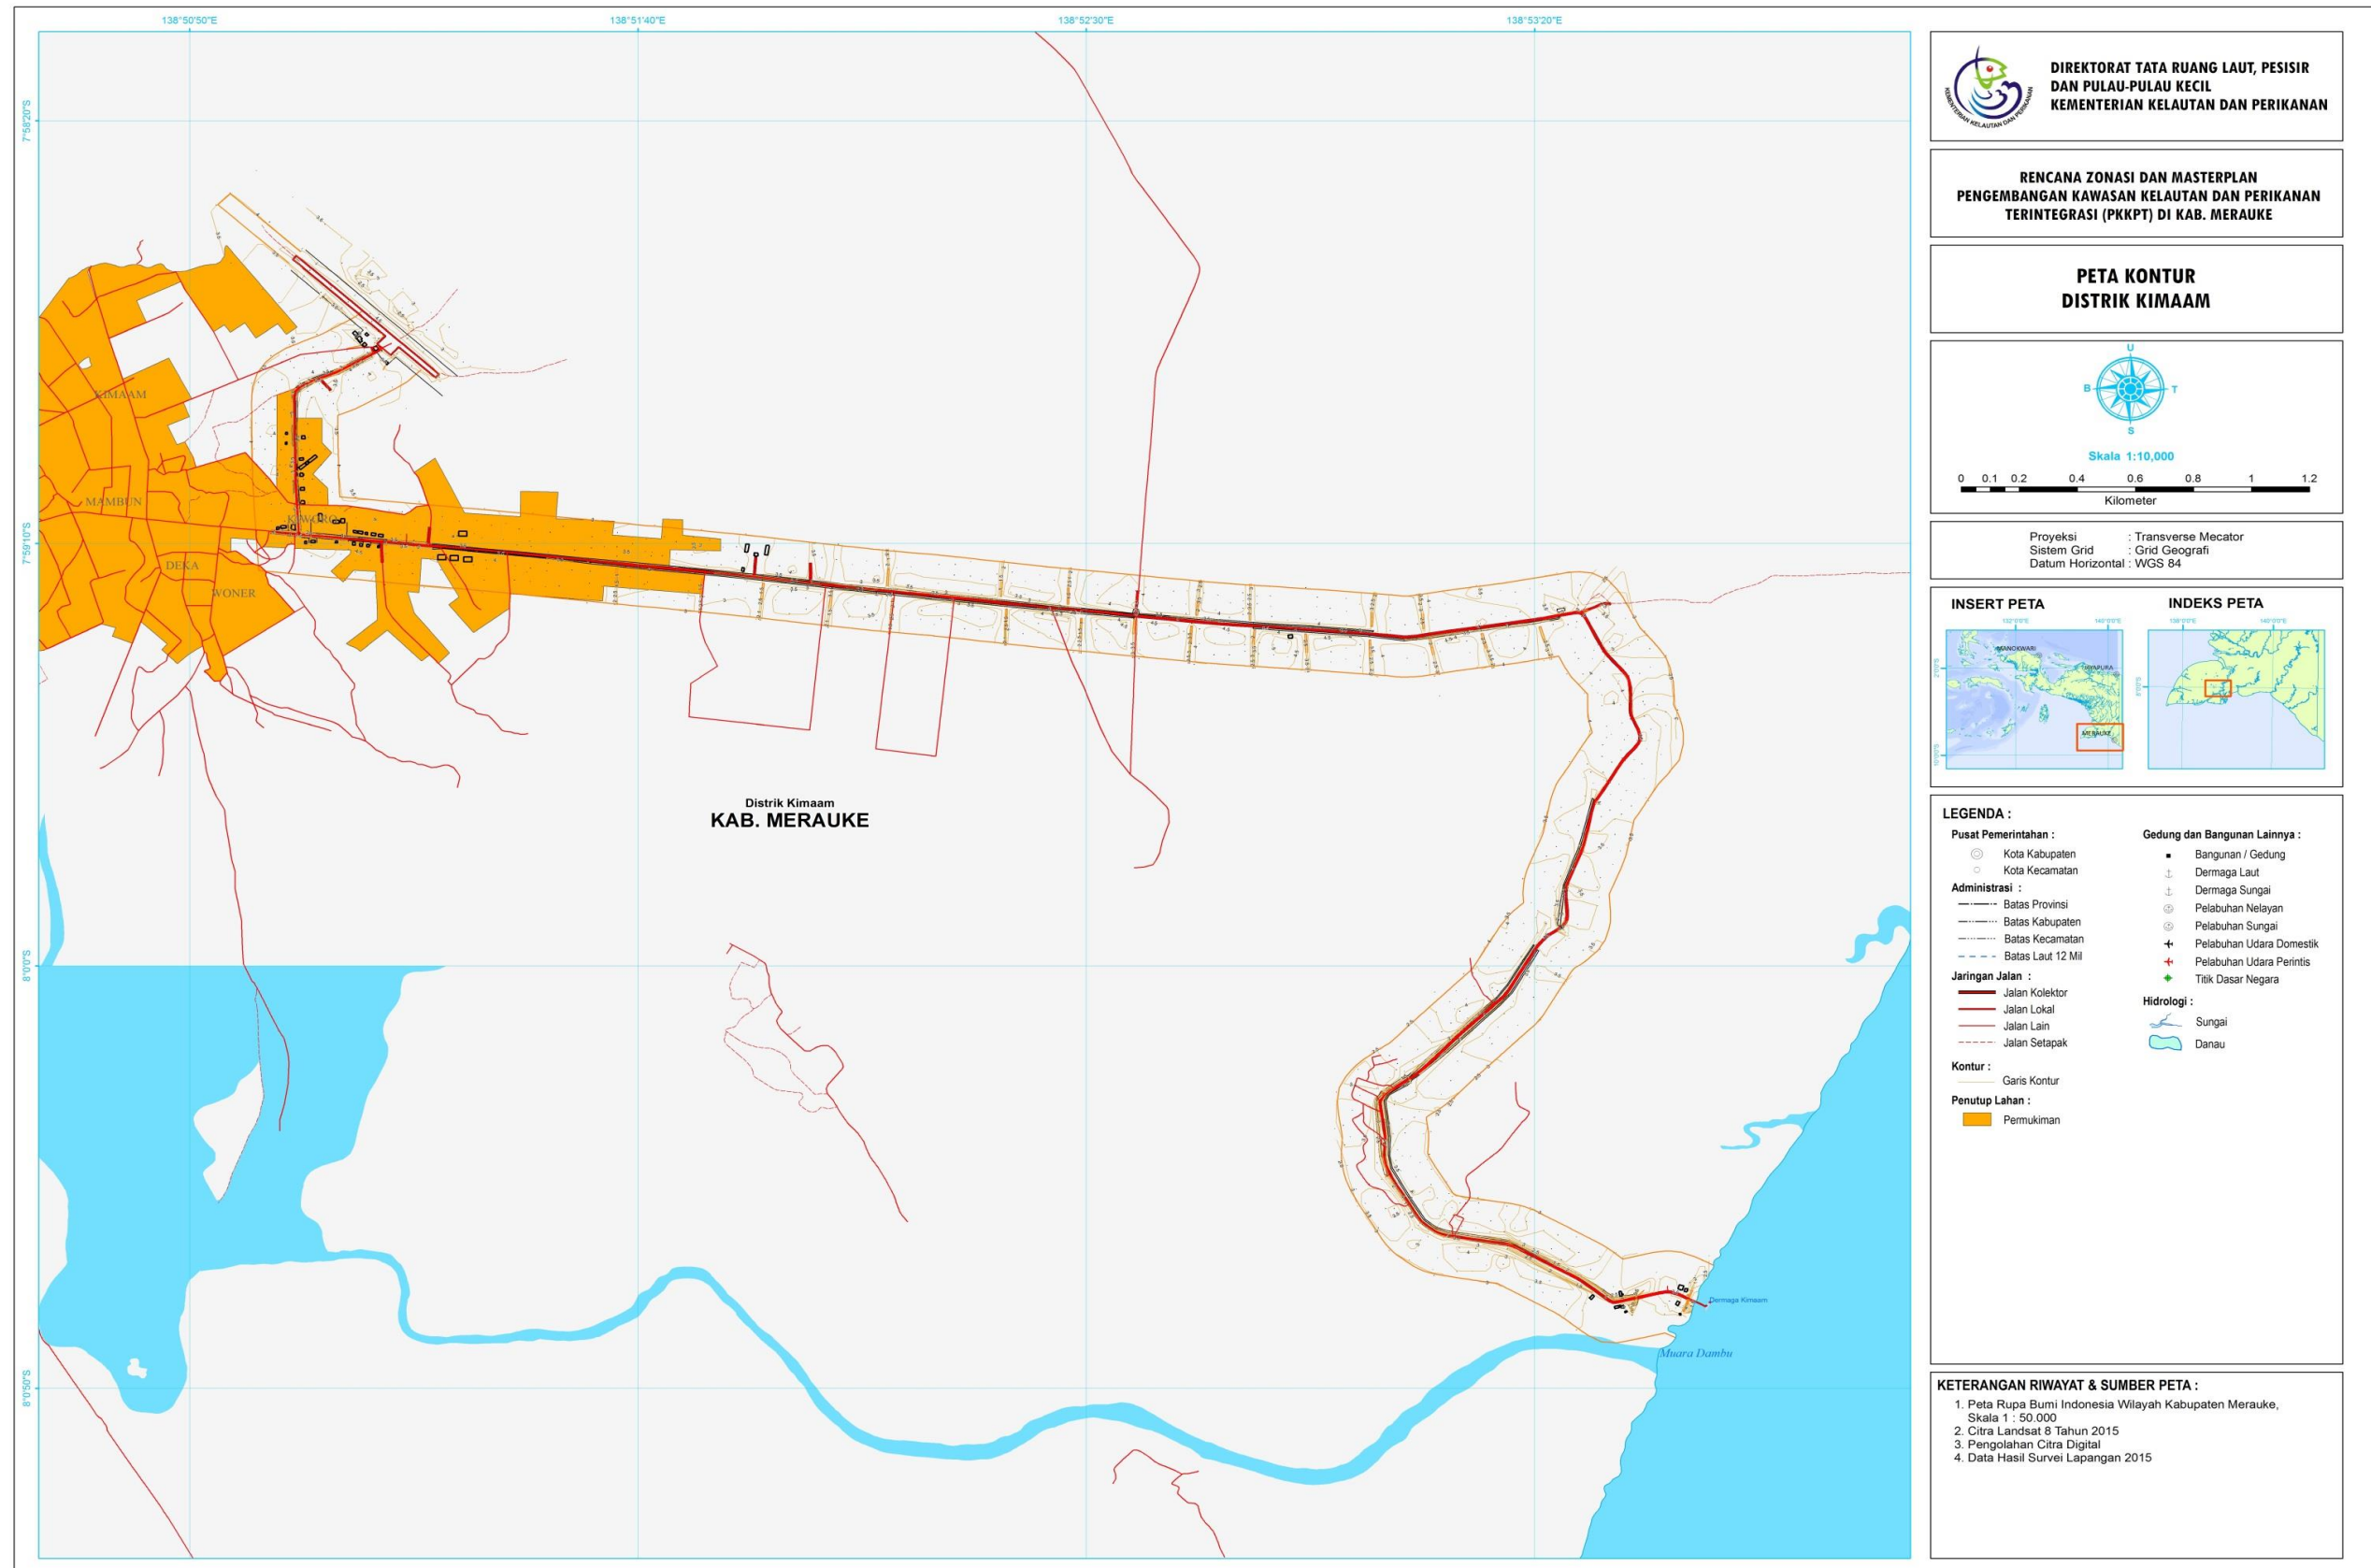 138°50'50"E
138°51'40"E
138°52'30"E
138°53'20"E
7°58'20"S
7°59'10"S
8°0'0"S
8°0'50"S
KIMAAM
MAMBUN
KIWORO
DEKA
WONER
Distrik Kimaam
KAB. MERAUKE
Dermaga Kimaam
Muara Dambu
KEMENTERIAN KELAUTAN DAN PERIKANAN
DIREKTORAT TATA RUANG LAUT, PESISIR
DAN PULAU-PULAU KECIL
KEMENTERIAN KELAUTAN DAN PERIKANAN
RENCANA ZONASI DAN MASTERPLAN
PENGEMBANGAN KAWASAN KELAUTAN DAN PERIKANAN
TERINTEGRASI (PKKPT) DI KAB. MERAUKE
PETA KONTUR
DISTRIK KIMAAM
U
B
T
S
Skala 1:10,000
0 0.1 0.2 0.4 0.6 0.8 1 1.2
Kilometer
Proyeksi : Transverse Mecator
Sistem Grid : Grid Geografi
Datum Horizontal : WGS 84
INSERT PETA
INDEKS PETA
MANOKWARI
JAYAPURA
MERAUKE
LEGENDA :
Pusat Pemerintahan :
Kota Kabupaten
Kota Kecamatan
Administrasi :
Batas Provinsi
Batas Kabupaten
Batas Kecamatan
Batas Laut 12 Mil
Jaringan Jalan :
Jalan Kolektor
Jalan Lokal
Jalan Lain
Jalan Setapak
Kontur :
Garis Kontur
Penutup Lahan :
Permukiman
Gedung dan Bangunan Lainnya :
Bangunan / Gedung
Dermaga Laut
Dermaga Sungai
Pelabuhan Nelayan
Pelabuhan Sungai
Pelabuhan Udara Domestik
Pelabuhan Udara Perintis
Titik Dasar Negara
Hidrologi :
Sungai
Danau
KETERANGAN RIWAYAT & SUMBER PETA :
1. Peta Rupa Bumi Indonesia Wilayah Kabupaten Merauke,
Skala 1 : 50.000
2. Citra Landsat 8 Tahun 2015
3. Pengolahan Citra Digital
4. Data Hasil Survei Lapangan 2015